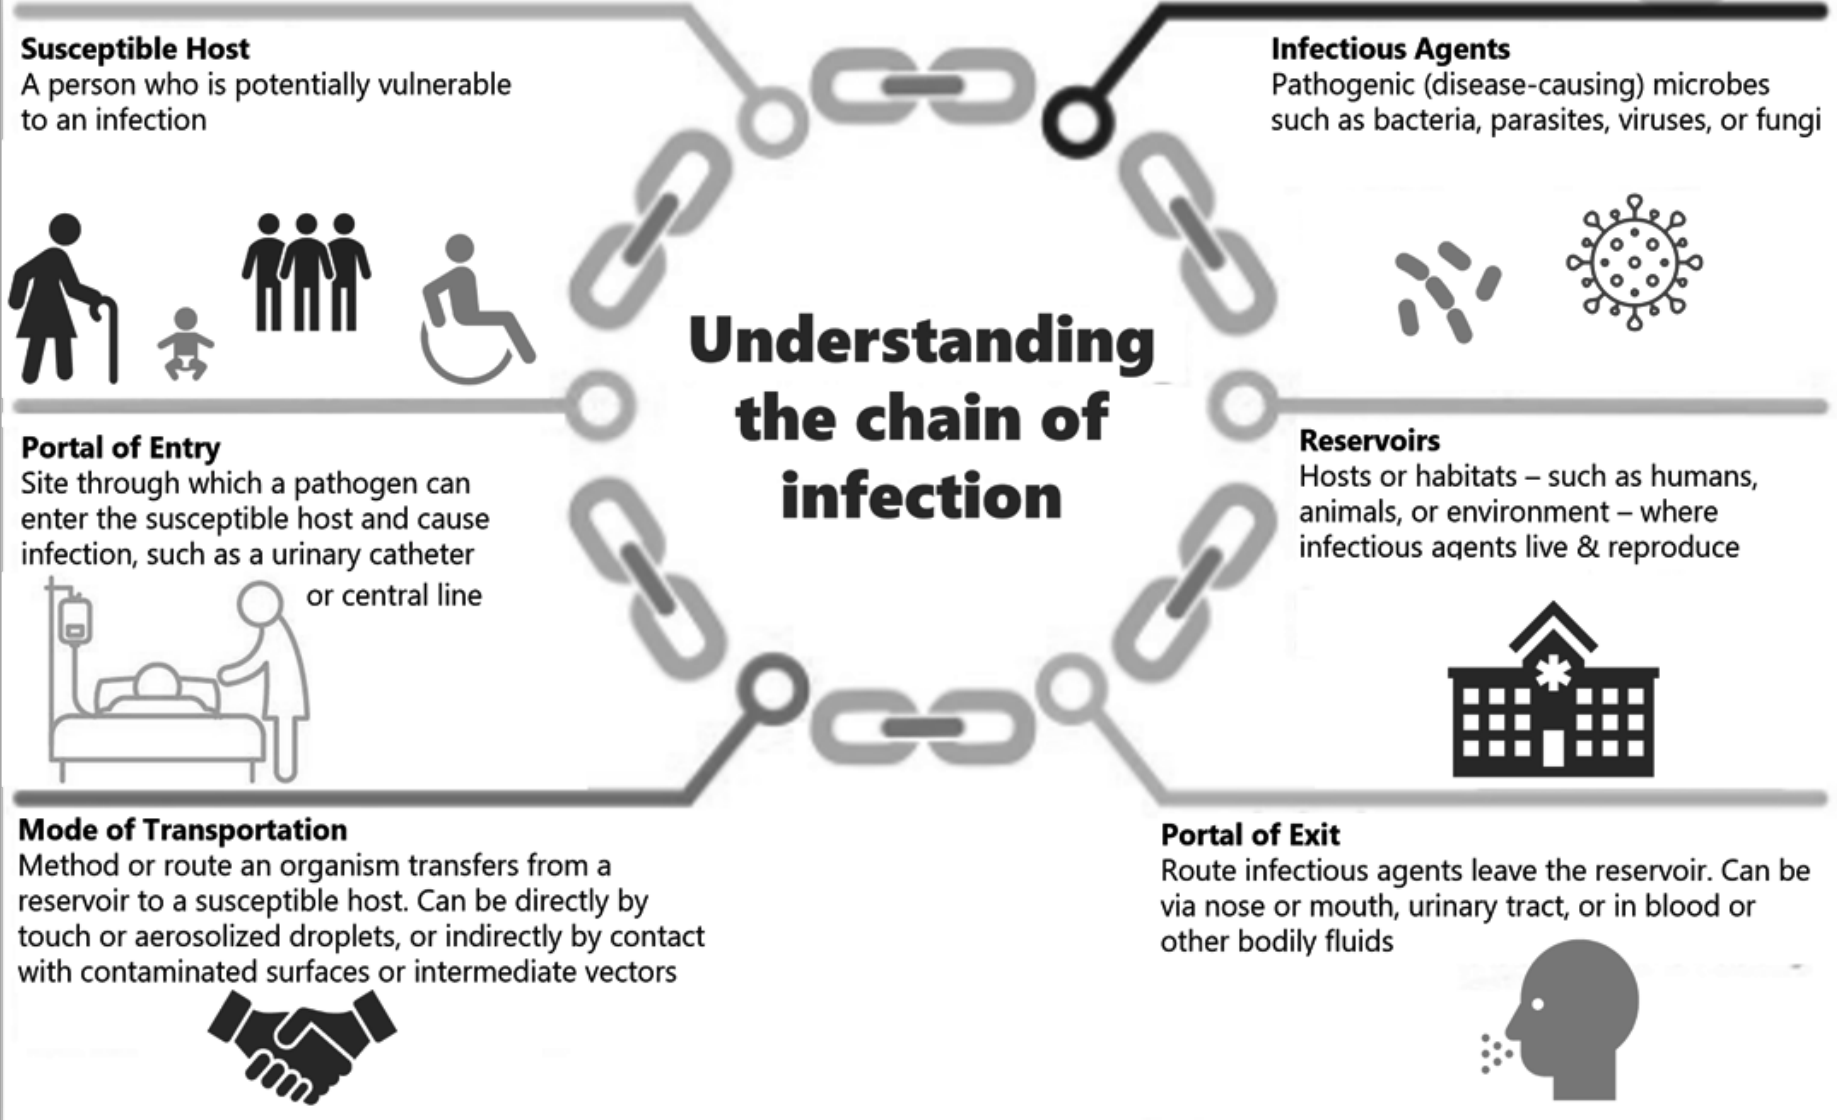 Susceptible Host
A person who is potentially vulnerable
to an infection
Infectious Agents
Pathogenic (disease-causing) microbes
such as bacteria, parasites, viruses, or fungi
Understanding
the chain of
infection
Portal of Entry
Site through which a pathogen can
enter the susceptible host and cause
infection, such as a urinary catheter
or central line
Reservoirs
Hosts or habitats – such as humans,
animals, or environment – where
infectious agents live & reproduce
Mode of Transportation
Method or route an organism transfers from a
reservoir to a susceptible host. Can be directly by
touch or aerosolized droplets, or indirectly by contact
with contaminated surfaces or intermediate vectors
Portal of Exit
Route infectious agents leave the reservoir. Can be
via nose or mouth, urinary tract, or in blood or
other bodily fluids